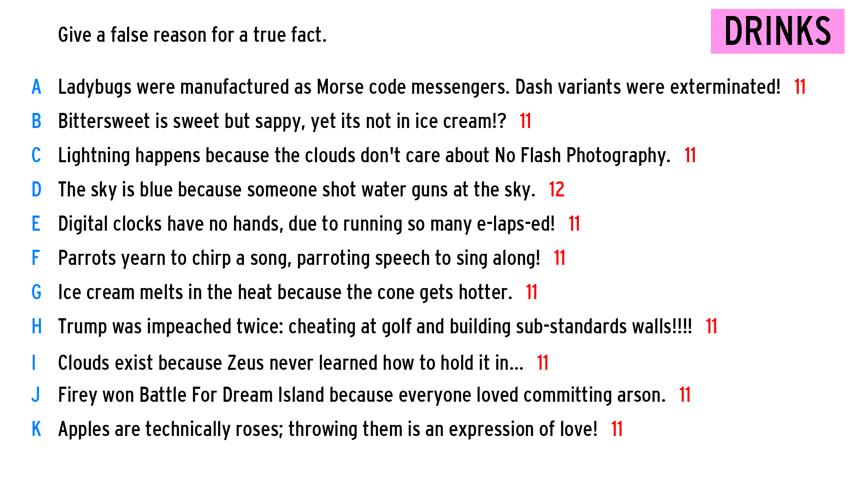 Give a false reason for a true fact.
DRINKS
A Ladybugs were manufactured as Morse code messengers. Dash variants were exterminated! 11
B Bittersweet is sweet but sappy, yet its not in ice cream!? 11
C Lightning happens because the clouds don't care about No Flash Photography. 11
D The sky is blue because someone shot water guns at the sky. 12
E Digital clocks have no hands, due to running so many e-laps-ed! 11
F Parrots yearn to chirp a song, parroting speech to sing along! 11
G Ice cream melts in the heat because the cone gets hotter. 11
H Trump was impeached twice: cheating at golf and building sub-standards walls!!!! 11
I Clouds exist because Zeus never learned how to hold it in... 11
J Firey won Battle For Dream Island because everyone loved committing arson. 11
K Apples are technically roses; throwing them is an expression of love! 11